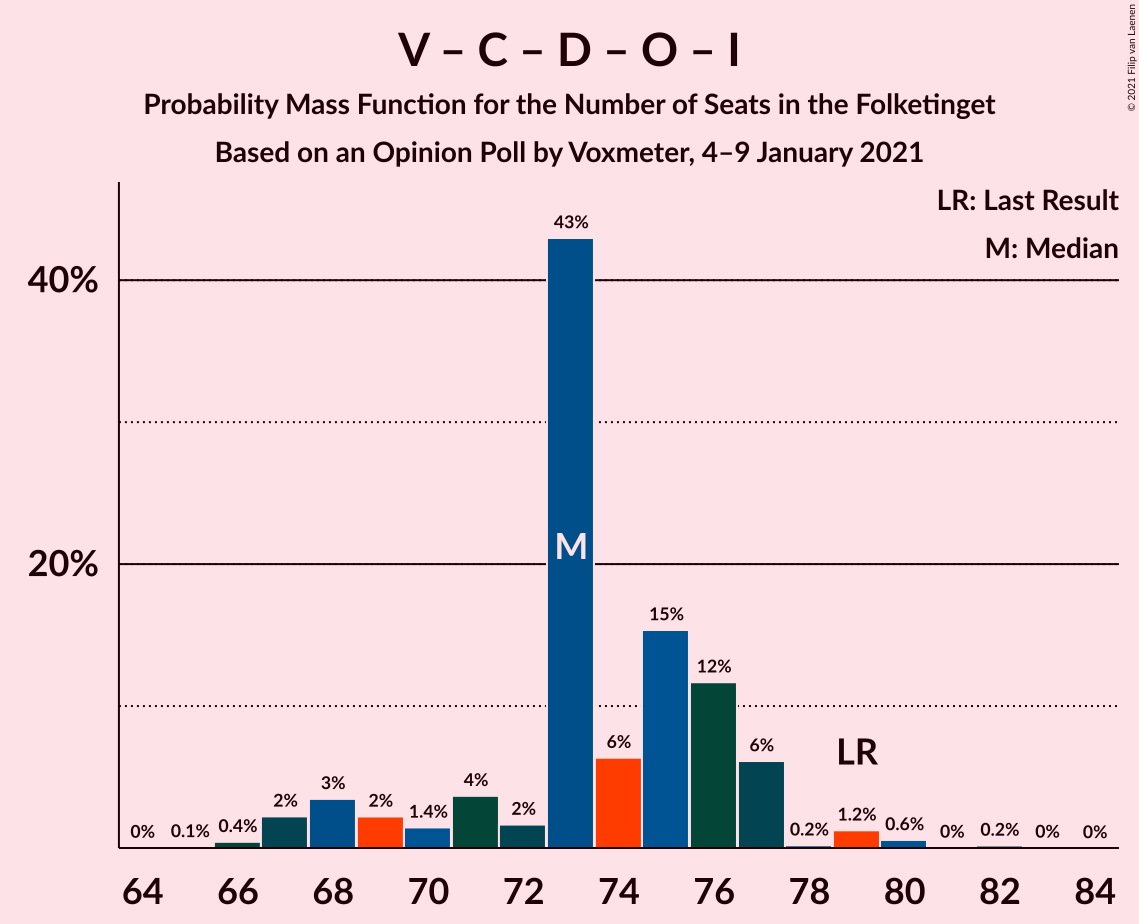 V – C – D – O – I
Probability Mass Function for the Number of Seats in the Folketinget
Based on an Opinion Poll by Voxmeter, 4–9 January 2021
© 2021 Filip van Laenen
LR: Last Result
M: Median
40%
20%
0%
0.1%
0.4%
2%
3%
2%
1.4%
4%
2%
43%
M
6%
15%
12%
6%
0.2%
LR
1.2%
0.6%
0%
0.2%
0%
0%
64 66 68 70 72 74 76 78 80 82 84